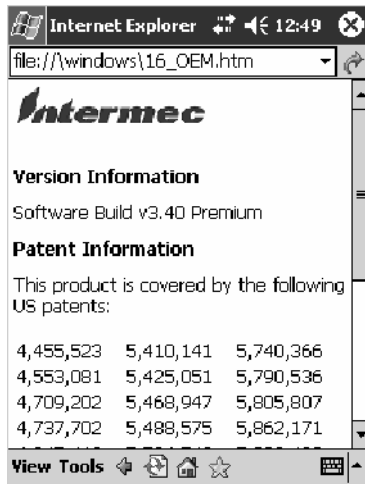 Internet Explorer 12:49
file://\windows\16_OEM.htm
Intermec
Version Information
Software Build v3.40 Premium
Patent Information
This product is covered by the following
US patents:
4,455,523 5,410,141 5,740,366
4,553,081 5,425,051 5,790,536
4,709,202 5,468,947 5,805,807
4,737,702 5,488,575 5,862,171
View Tools